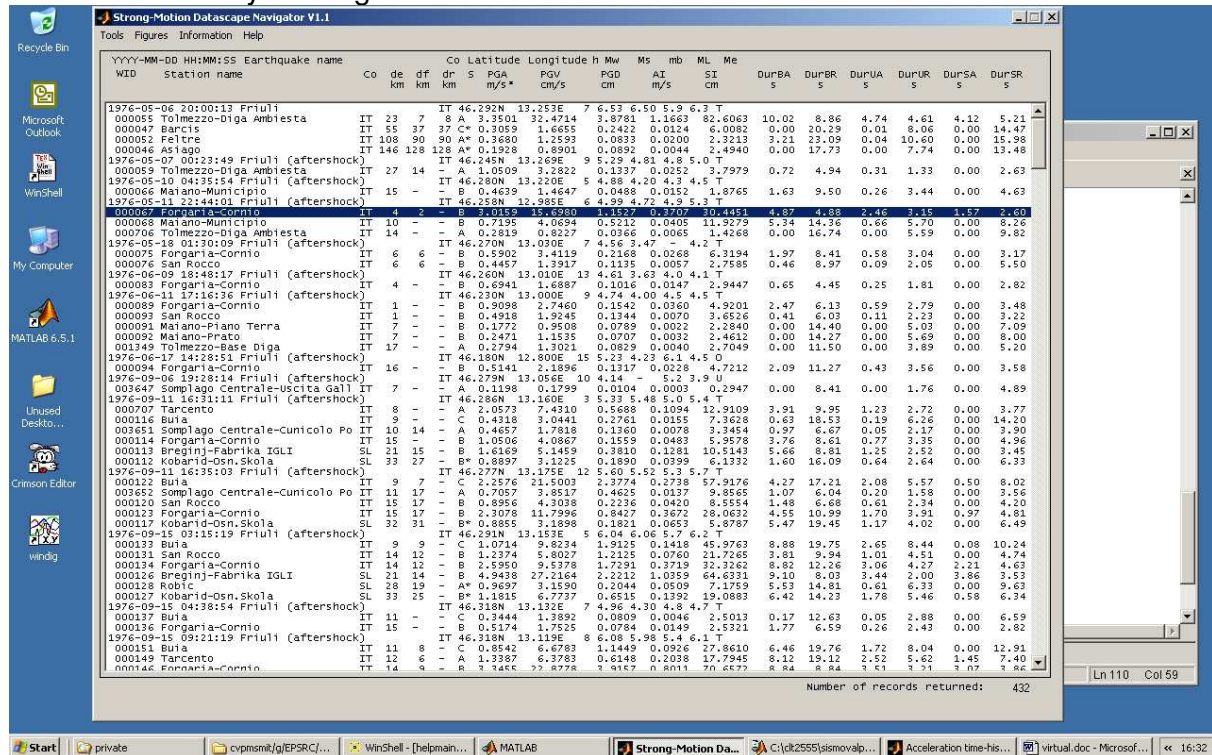 Strong-Motion Datascape Navigator V1.1
Tools Figures Information Help
YYYY-MM-DD HH:MM:SS Earthquake name Co Latitude Longitude h Mw Ms mb ML Me
WID Station name Co de df dr S PGA PGV PGD AI SI DurBA DurBR DurUA DurUR DurSA DurSR
km km km m/s² cm/s cm m/s cm s s s s s s
1976-05-06 20:00:13 Friuli IT 46.292N 13.253E 7 6.53 6.50 5.9 6.3 T
000055 Tolmezzo-Diga Ambiesta IT 23 7 8 A 3.3501 32.4714 3.8781 1.1663 82.6063 10.02 8.86 4.74 4.61 4.12 5.21
000047 Barcis IT 55 37 37 C* 0.3059 1.6655 0.2422 0.0124 6.0082 0.00 20.29 0.01 8.06 0.00 14.47
000052 Feltre IT 108 90 90 A* 0.3680 1.2593 0.0833 0.0200 2.3213 3.21 23.09 0.04 10.60 0.00 15.98
000046 Asiago IT 146 128 128 A* 0.1928 0.8901 0.0892 0.0044 2.4940 0.00 17.73 0.00 7.74 0.00 13.48
1976-05-07 00:23:49 Friuli (aftershock) IT 46.245N 13.269E 9 5.29 4.81 4.8 5.0 T
000059 Tolmezzo-Diga Ambiesta IT 27 14 - A 1.0509 3.2822 0.1337 0.0252 3.7979 0.72 4.94 0.31 1.33 0.00 2.63
1976-05-10 04:35:54 Friuli (aftershock) IT 46.280N 13.220E 5 4.88 4.20 4.3 4.5 T
000066 Maiano-Municipio IT 15 - - B 0.4639 1.4647 0.0488 0.0152 1.8765 1.63 9.50 0.26 3.44 0.00 4.63
1976-05-11 22:44:01 Friuli (aftershock) IT 46.258N 12.985E 6 4.99 4.72 4.9 5.3 T
000067 Forgaria-Cornio IT 4 2 - B 3.0159 15.6980 1.1527 0.3707 30.4451 4.87 4.88 2.46 3.15 1.57 2.60
000068 Maiano-Municipio IT 10 - - B 0.7195 4.0694 0.5212 0.0405 11.9279 5.34 14.36 0.66 5.70 0.00 8.26
000706 Tolmezzo-Diga Ambiesta IT 14 - - A 0.2819 0.8227 0.0366 0.0065 1.4268 0.00 16.74 0.00 5.59 0.00 9.82
1976-05-18 01:30:09 Friuli (aftershock) IT 46.270N 13.030E 7 4.56 3.47 - 4.2 T
000075 Forgaria-Cornio IT 6 6 - B 0.5902 3.4119 0.2168 0.0268 6.3194 1.97 8.41 0.58 3.04 0.00 3.17
000076 San Rocco IT 6 6 - B 0.4457 1.3917 0.1135 0.0057 2.7585 0.46 8.97 0.09 2.05 0.00 5.50
1976-06-09 18:48:17 Friuli (aftershock) IT 46.260N 13.010E 13 4.61 3.63 4.0 4.1 T
000083 Forgaria-Cornio IT 4 - - B 0.6941 1.6887 0.1016 0.0147 2.9447 0.65 4.45 0.25 1.81 0.00 2.82
1976-06-11 17:16:36 Friuli (aftershock) IT 46.230N 13.000E 9 4.74 4.00 4.5 4.5 T
000089 Forgaria-Cornio IT 1 - - B 0.9098 2.7460 0.1542 0.0360 4.9201 2.47 6.13 0.59 2.79 0.00 3.48
000093 San Rocco IT 1 - - B 0.4918 1.9245 0.1344 0.0070 3.6526 0.41 6.03 0.11 2.23 0.00 3.22
000091 Maiano-Piano Terra IT 7 - - B 0.1772 0.9508 0.0789 0.0022 2.2840 0.00 14.40 0.00 5.03 0.00 7.09
000092 Maiano-Prato IT 7 - - B 0.2471 1.1535 0.0707 0.0032 2.4612 0.00 14.27 0.00 5.69 0.00 8.00
001349 Tolmezzo-Base Diga IT 17 - - A 0.2794 1.3021 0.0829 0.0040 2.7049 0.00 11.50 0.00 3.89 0.00 5.20
1976-06-17 14:28:51 Friuli (aftershock) IT 46.180N 12.800E 15 5.23 4.23 6.1 4.5 O
000094 Forgaria-Cornio IT 16 - - B 0.5141 2.1896 0.1317 0.0228 4.7212 2.09 11.27 0.43 3.56 0.00 3.58
1976-09-06 19:28:14 Friuli (aftershock) IT 46.279N 13.056E 10 4.14 - 5.2 3.9 U
003647 Somplago Centrale-Uscita Gall IT 7 - - A 0.1198 0.1799 0.0104 0.0003 0.2947 0.00 8.41 0.00 1.76 0.00 4.89
1976-09-11 16:31:11 Friuli (aftershock) IT 46.286N 13.160E 3 5.33 5.48 5.0 5.4 T
000707 Tarcento IT 8 - - A 2.0573 7.4310 0.5688 0.1094 12.9109 3.91 9.95 1.23 2.72 0.00 3.77
000116 Buia IT 9 - - C 0.4318 3.0441 0.2761 0.0155 7.3628 0.63 18.53 0.19 6.26 0.00 14.20
003651 Somplago Centrale-Cunicolo Po IT 10 14 - A 0.4657 1.7818 0.1360 0.0078 3.3454 0.97 6.67 0.05 2.17 0.00 3.90
000114 Forgaria-Cornio IT 15 - - B 1.0506 4.0867 0.1559 0.0483 5.9578 3.76 8.61 0.77 3.35 0.00 4.96
000113 Breginj-Fabrika IGLI SL 21 15 - B 1.6169 5.1459 0.3810 0.1281 10.5143 5.66 8.81 1.25 2.52 0.00 3.45
000112 Kobarid-Osn.Skola SL 33 27 - B* 0.8897 3.1225 0.1890 0.0399 6.1332 1.60 16.09 0.64 2.64 0.00 6.33
1976-09-11 16:35:03 Friuli (aftershock) IT 46.277N 13.175E 12 5.60 5.52 5.3 5.7 T
000122 Buia IT 9 7 - C 2.2576 21.5003 2.3774 0.2738 57.9176 4.27 17.21 2.08 5.57 0.50 8.02
003652 Somplago Centrale-Cunicolo Po IT 11 17 - A 0.7057 3.8517 0.4625 0.0137 9.8565 1.07 6.04 0.20 1.58 0.00 3.56
000120 San Rocco IT 15 17 - B 0.8956 4.3038 0.2236 0.0420 8.5554 1.48 6.68 0.61 2.34 0.00 4.20
000123 Forgaria-Cornio IT 15 17 - B 2.3078 11.7996 0.8427 0.3672 28.0632 4.55 10.99 1.70 3.91 0.97 4.81
000117 Kobarid-Osn.Skola SL 32 31 - B* 0.8855 3.1898 0.1821 0.0653 5.8787 5.47 19.45 1.17 4.02 0.00 6.49
1976-09-15 03:15:19 Friuli (aftershock) IT 46.291N 13.153E 5 6.04 6.06 5.7 6.2 T
000133 Buia IT 9 9 - C 1.0714 9.8234 1.9125 0.1418 45.9763 8.88 19.75 2.65 8.44 0.08 10.24
000131 San Rocco IT 14 12 - B 1.2374 5.8027 1.2125 0.0760 21.7265 3.81 9.94 1.01 4.51 0.00 4.74
000134 Forgaria-Cornio IT 14 12 - B 2.5950 9.5378 1.7291 0.3719 32.3262 8.82 12.26 3.06 4.27 2.21 4.63
000126 Breginj-Fabrika IGLI SL 21 14 - B 4.9438 27.2164 2.2212 1.0359 64.6331 9.10 8.03 3.44 2.00 3.86 3.53
000128 Robic SL 28 19 - A* 0.9697 3.1590 0.2044 0.0509 7.1759 5.53 14.81 0.61 6.33 0.00 9.63
000127 Kobarid-Osn.Skola SL 33 25 - B* 1.1815 6.7737 0.6515 0.1392 19.0883 6.42 14.23 1.78 5.46 0.58 6.34
1976-09-15 04:38:54 Friuli (aftershock) IT 46.318N 13.132E 7 4.96 4.30 4.8 4.7 T
000137 Buia IT 11 - - C 0.3444 1.3892 0.0809 0.0046 2.5013 0.17 12.63 0.05 2.88 0.00 6.59
000136 Forgaria-Cornio IT 15 - - B 0.5174 1.7525 0.0784 0.0149 2.5321 1.77 6.59 0.26 2.43 0.00 2.82
1976-09-15 09:21:19 Friuli (aftershock) IT 46.318N 13.119E 8 6.08 5.98 5.4 6.1 T
000151 Buia IT 11 8 - C 0.8542 6.6783 1.1449 0.0926 27.8610 6.46 19.76 1.72 8.04 0.00 12.91
000149 Tarcento IT 12 6 - A 1.3387 6.3783 0.6148 0.2038 17.7945 8.12 19.12 2.52 5.62 1.45 7.40
000146 Forgaria-Cornio IT 14 9 - B 3.3455 22.8778 3.9157 0.8011 70.6572 8.84 8.84 3.51 3.21 3.07 3.86
Number of records returned: 432
Recycle Bin
Microsoft Outlook
WinShell
My Computer
MATLAB 6.5.1
Unused Deskto...
Crimson Editor
windig
Ln 110 Col 59
Start private cvpmsmit/g/EPSRC/... WinShell - [helpmain... MATLAB Strong-Motion Da... C:\clt2555\sismovalp... Acceleration time-his... virtual.doc - Microsof... « 16:32